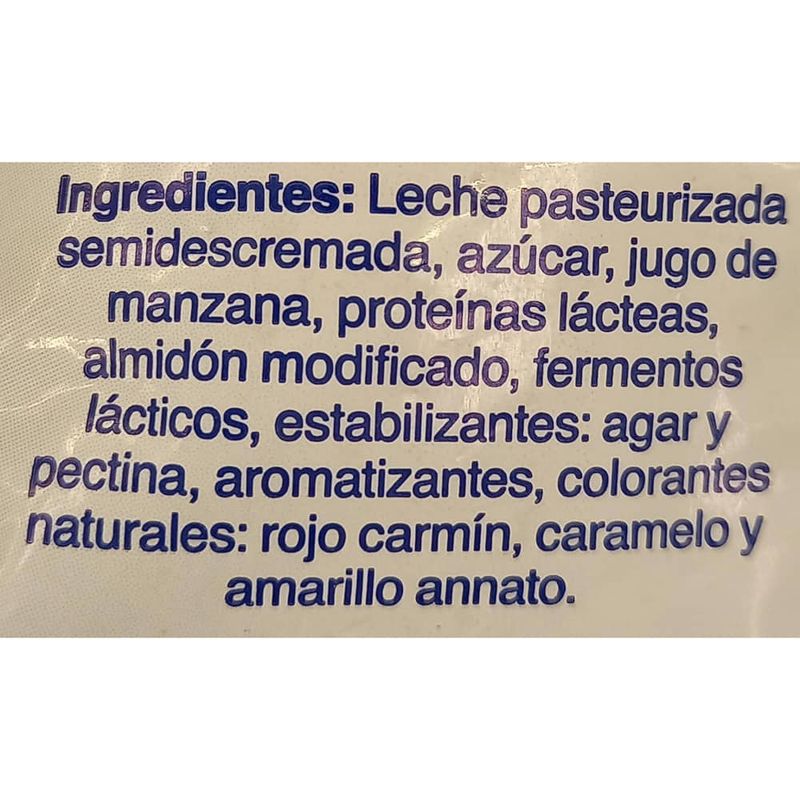 Ingredientes: Leche pasteurizada
semidescremada, azúcar, jugo de
manzana, proteínas lácteas,
almidón modificado, fermentos
lácticos, estabilizantes: agar y
pectina, aromatizantes, colorantes
naturales: rojo carmín, caramelo y
amarillo annato.